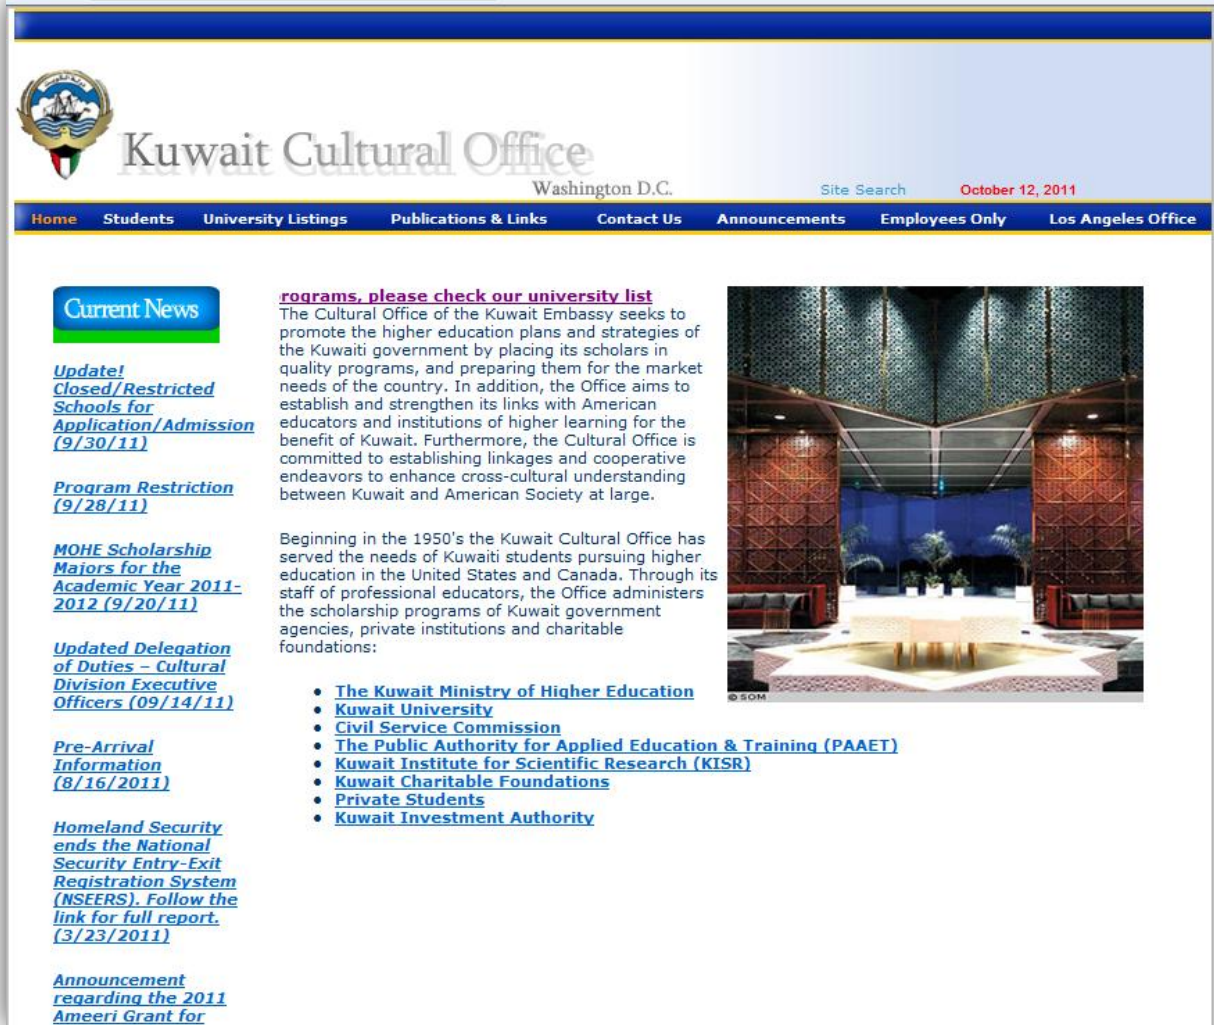 Kuwait Cultural Office
Washington D.C.
Site Search
October 12, 2011
Home Students University Listings Publications & Links Contact Us Announcements Employees Only Los Angeles Office
Current News
Update!
Closed/Restricted
Schools for
Application/Admission
(9/30/11)
Program Restriction
(9/28/11)
MOHE Scholarship
Majors for the
Academic Year 2011-
2012 (9/20/11)
Updated Delegation
of Duties – Cultural
Division Executive
Officers (09/14/11)
Pre-Arrival
Information
(8/16/2011)
Homeland Security
ends the National
Security Entry-Exit
Registration System
(NSEERS). Follow the
link for full report.
(3/23/2011)
Announcement
regarding the 2011
Ameeri Grant for
rograms, please check our university list
The Cultural Office of the Kuwait Embassy seeks to
promote the higher education plans and strategies of
the Kuwaiti government by placing its scholars in
quality programs, and preparing them for the market
needs of the country. In addition, the Office aims to
establish and strengthen its links with American
educators and institutions of higher learning for the
benefit of Kuwait. Furthermore, the Cultural Office is
committed to establishing linkages and cooperative
endeavors to enhance cross-cultural understanding
between Kuwait and American Society at large.
Beginning in the 1950's the Kuwait Cultural Office has
served the needs of Kuwaiti students pursuing higher
education in the United States and Canada. Through its
staff of professional educators, the Office administers
the scholarship programs of Kuwait government
agencies, private institutions and charitable
foundations:
• The Kuwait Ministry of Higher Education
• Kuwait University
• Civil Service Commission
• The Public Authority for Applied Education & Training (PAAET)
• Kuwait Institute for Scientific Research (KISR)
• Kuwait Charitable Foundations
• Private Students
• Kuwait Investment Authority
© SOM